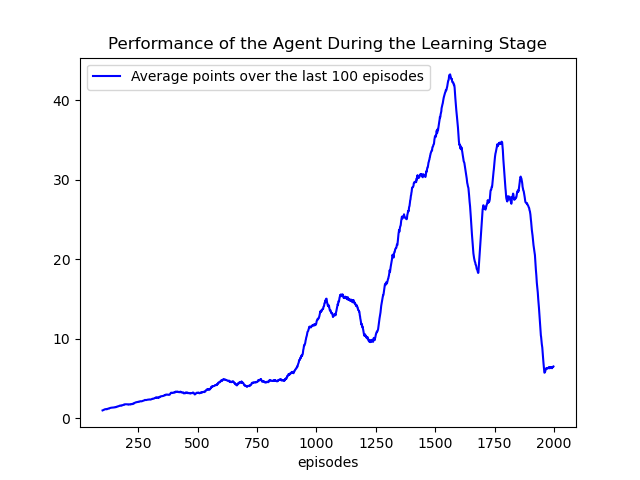 Performance of the Agent During the Learning Stage
Average points over the last 100 episodes
40
30
20
10
0
250 500 750 1000 1250 1500 1750 2000
episodes